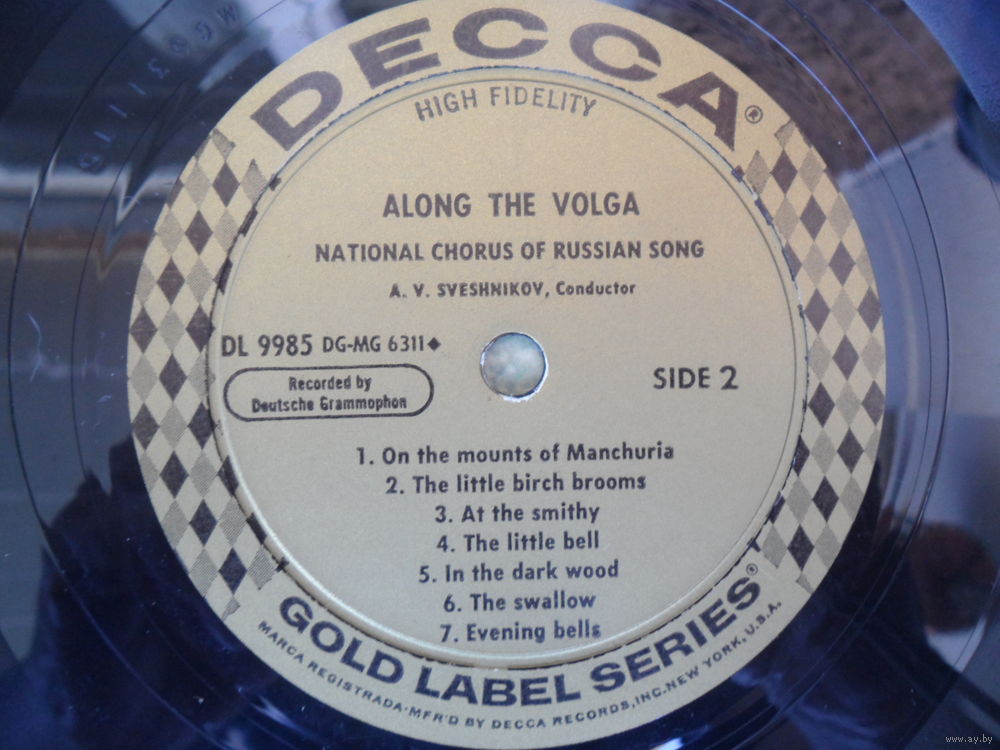 DECCA®
HIGH FIDELITY
ALONG THE VOLGA
NATIONAL CHORUS OF RUSSIAN SONG
A. V. SVESHNIKOV, Conductor
DL 9985 DG-MG 6311◆
Recorded by
Deutsche Grammophon
SIDE 2
1. On the mounts of Manchuria
2. The little birch brooms
3. At the smithy
4. The little bell
5. In the dark wood
6. The swallow
7. Evening bells
GOLD LABEL SERIES®
MARCA REGISTRADA·MFR'D BY DECCA RECORDS, INC. NEW YORK, U.S.A.
www.ay.by